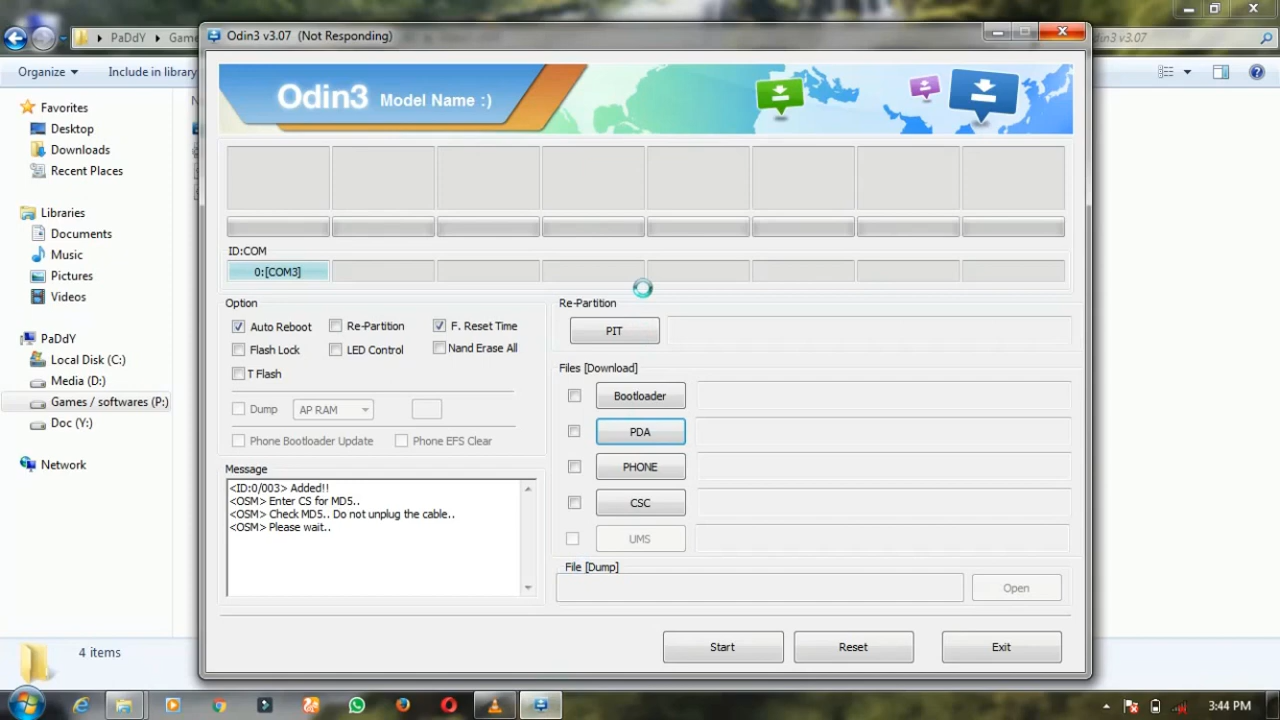 Odin3 v3.07 (Not Responding)
PaDdY
Odin3 v3.07
Organize
Include in library
Favorites
Desktop
Downloads
Recent Places
Libraries
Documents
Music
Pictures
Videos
PaDdY
Local Disk (C:)
Media (D:)
Games / softwares (P:)
Doc (Y:)
Network
4 items
Odin3 Model Name :)
ID:COM
0:[COM3]
Option
Auto Reboot
Re-Partition
F. Reset Time
Flash Lock
LED Control
Nand Erase All
T Flash
Dump
AP RAM
Phone Bootloader Update
Phone EFS Clear
Message
<ID:0/003> Added!!
<OSM> Enter CS for MD5..
<OSM> Check MD5.. Do not unplug the cable..
<OSM> Please wait..
Re-Partition
PIT
Files [Download]
Bootloader
PDA
PHONE
CSC
UMS
File [Dump]
Open
Start
Reset
Exit
3:44 PM